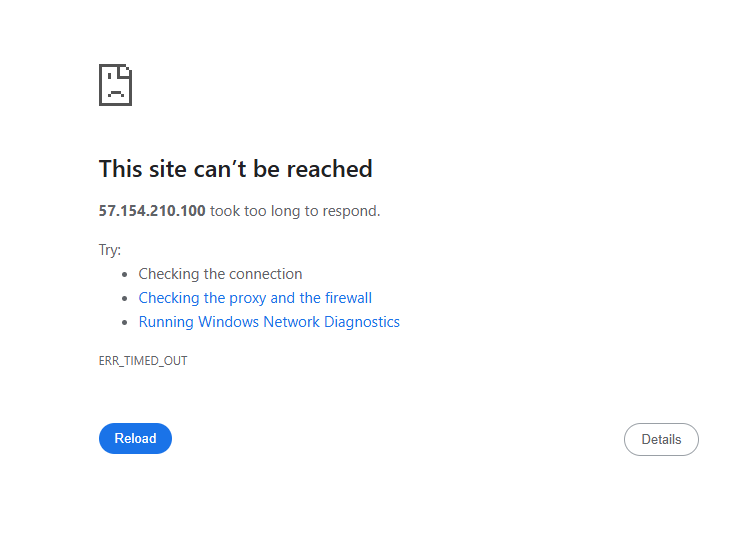 This site can’t be reached
57.154.210.100 took too long to respond.
Try:
Checking the connection
Checking the proxy and the firewall
Running Windows Network Diagnostics
ERR_TIMED_OUT
Reload
Details